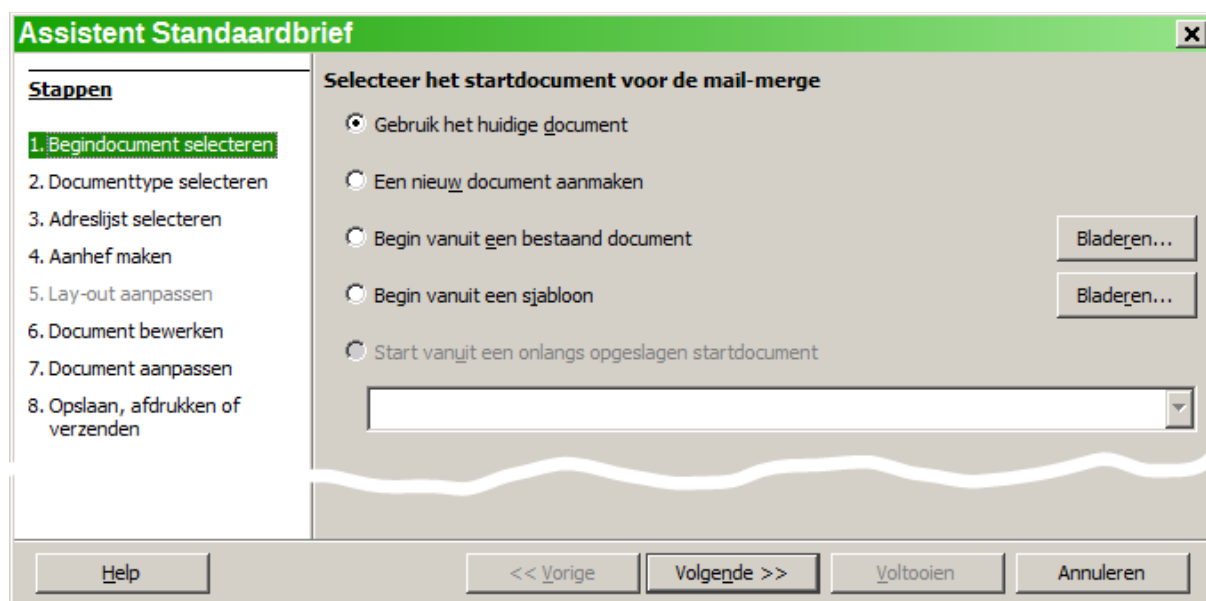 Assistent Standaardbrief
Stappen
1. Begindocument selecteren
2. Documenttype selecteren
3. Adreslijst selecteren
4. Aanhef maken
5. Lay-out aanpassen
6. Document bewerken
7. Document aanpassen
8. Opslaan, afdrukken of
verzenden
Selecteer het startdocument voor de mail-merge
Gebruik het huidige document
Een nieuw document aanmaken
Begin vanuit een bestaand document
Bladeren...
Begin vanuit een sjabloon
Bladeren...
Start vanuit een onlangs opgeslagen startdocument
Help
<< Vorige
Volgende >>
Voltooien
Annuleren